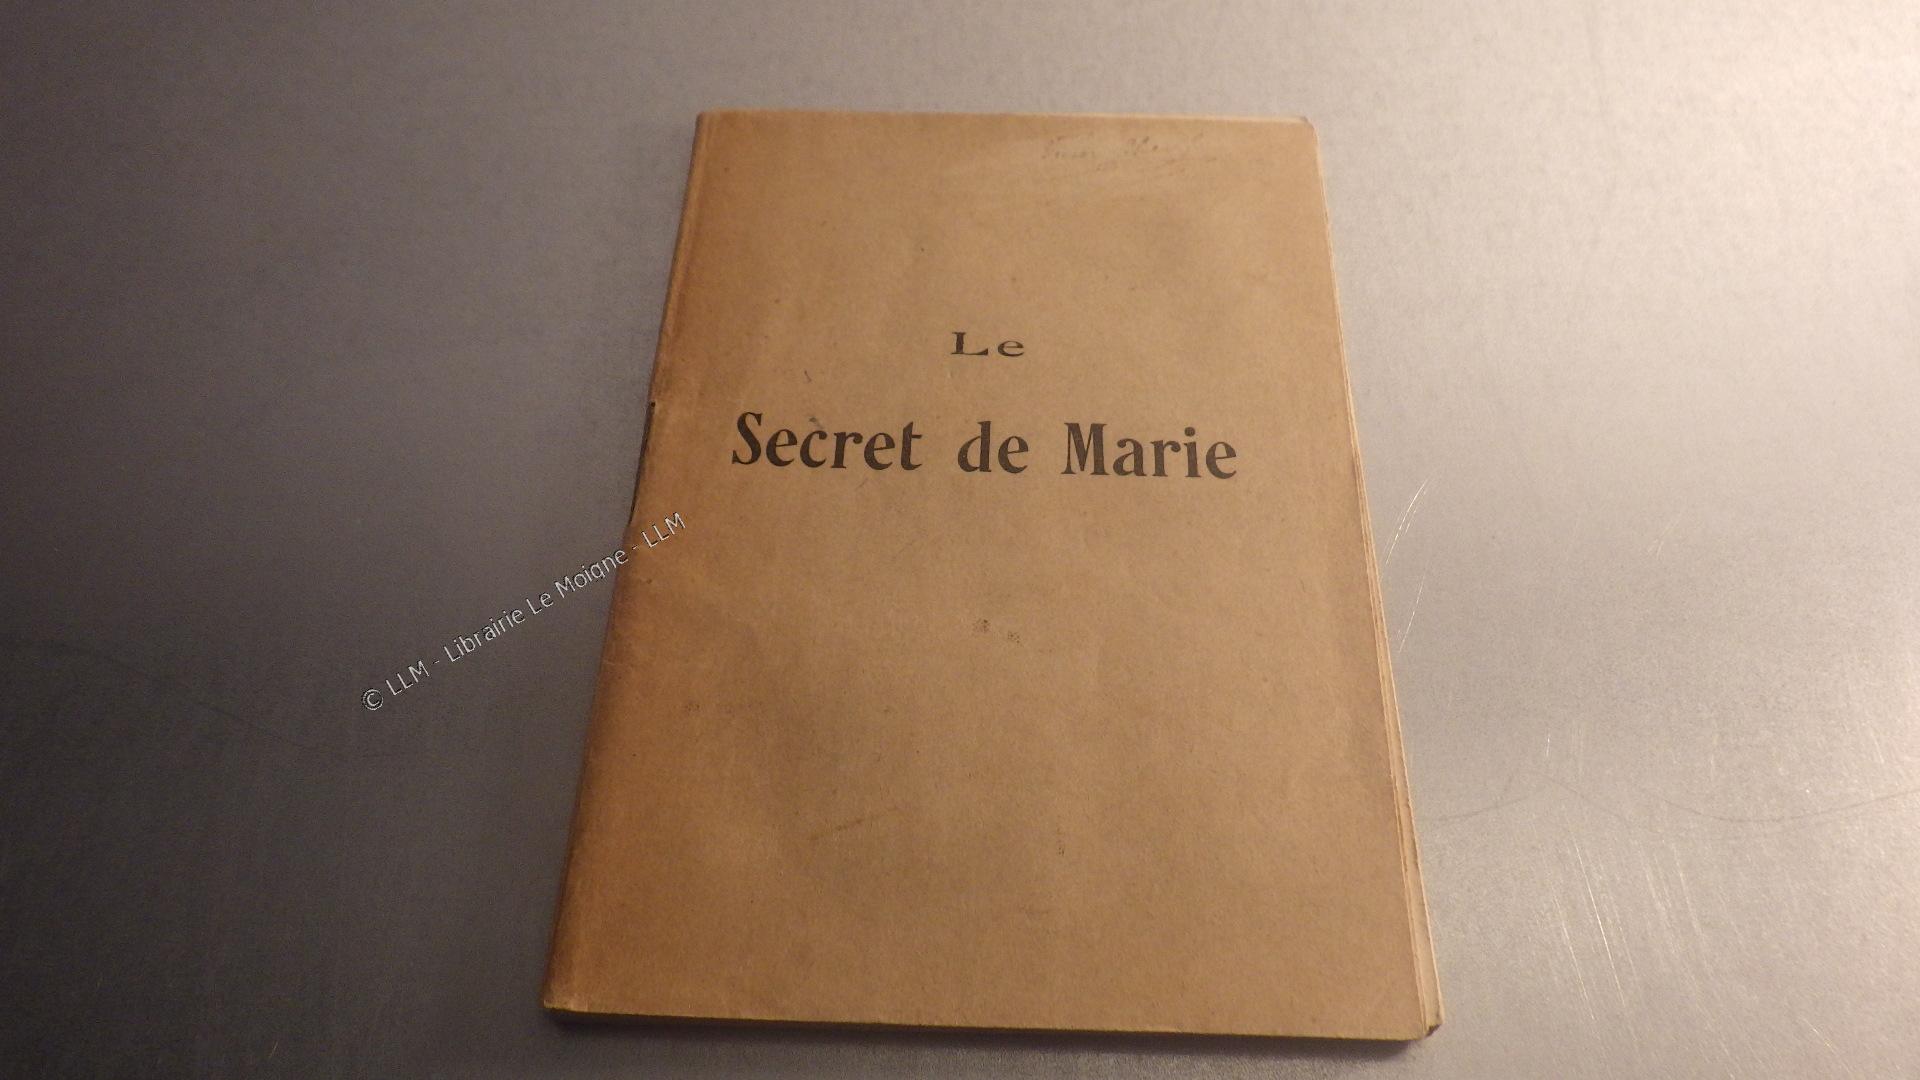 Le
Secret de Marie
© LLM - Librairie Le Moigne - LLM